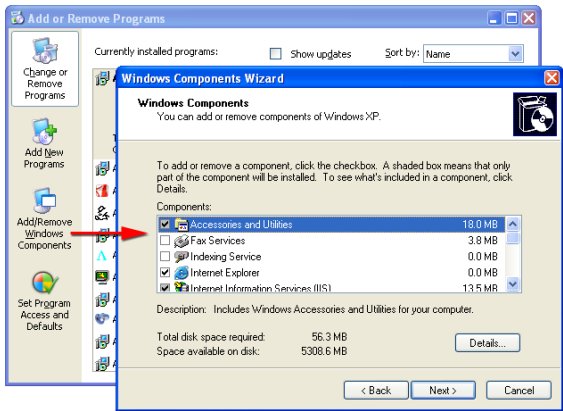 Add or Remove Programs
Change or
Remove
Programs
Add New
Programs
Add/Remove
Windows
Components
Set Program
Access and
Defaults
Currently installed programs:
Show updates
Sort by: Name
Windows Components Wizard
Windows Components
You can add or remove components of Windows XP.
To add or remove a component, click the checkbox. A shaded box means that only
part of the component will be installed. To see what's included in a component, click
Details.
Components:
Accessories and Utilities 18.0 MB
Fax Services 3.8 MB
Indexing Service 0.0 MB
Internet Explorer 0.0 MB
Internet Information Services (IIS) 13.5 MB
Description: Includes Windows Accessories and Utilities for your computer.
Total disk space required: 56.3 MB
Space available on disk: 5308.6 MB
Details...
< Back
Next >
Cancel